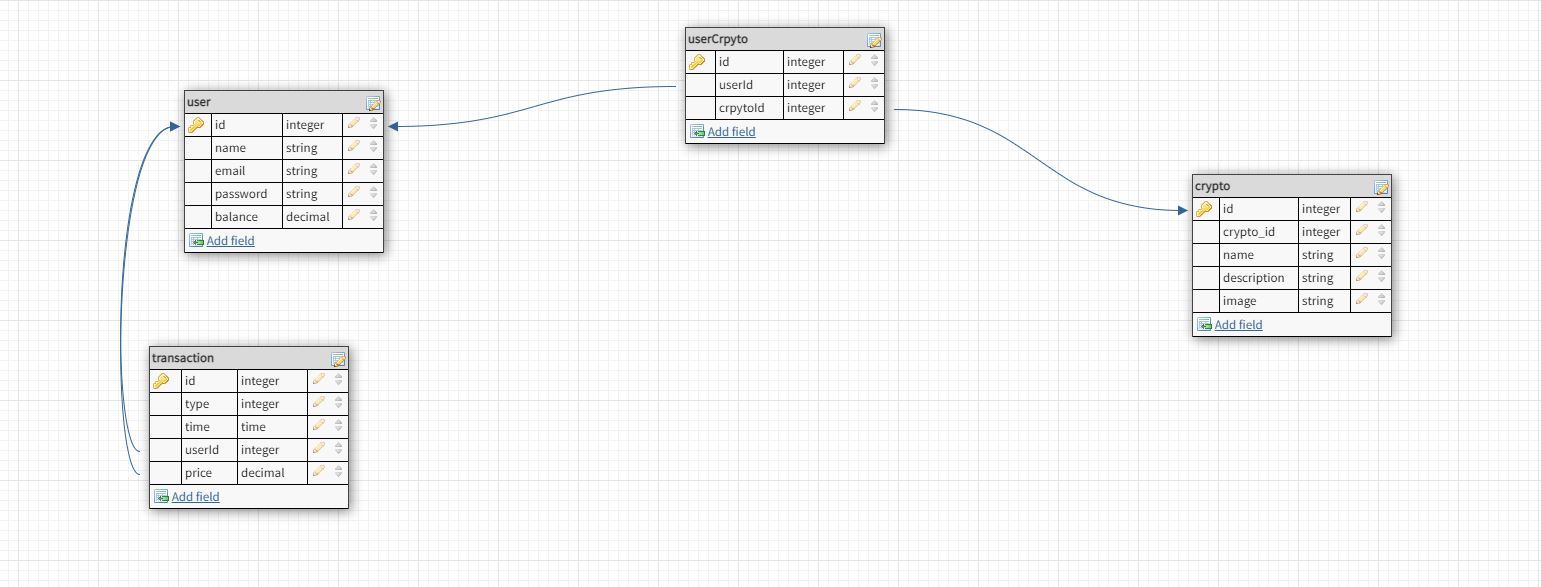 userCrpyto
id integer
userId integer
crpytoId integer
Add field
user
id integer
name string
email string
password string
balance decimal
Add field
crypto
id integer
crypto_id integer
name string
description string
image string
Add field
transaction
id integer
type integer
time time
userId integer
price decimal
Add field